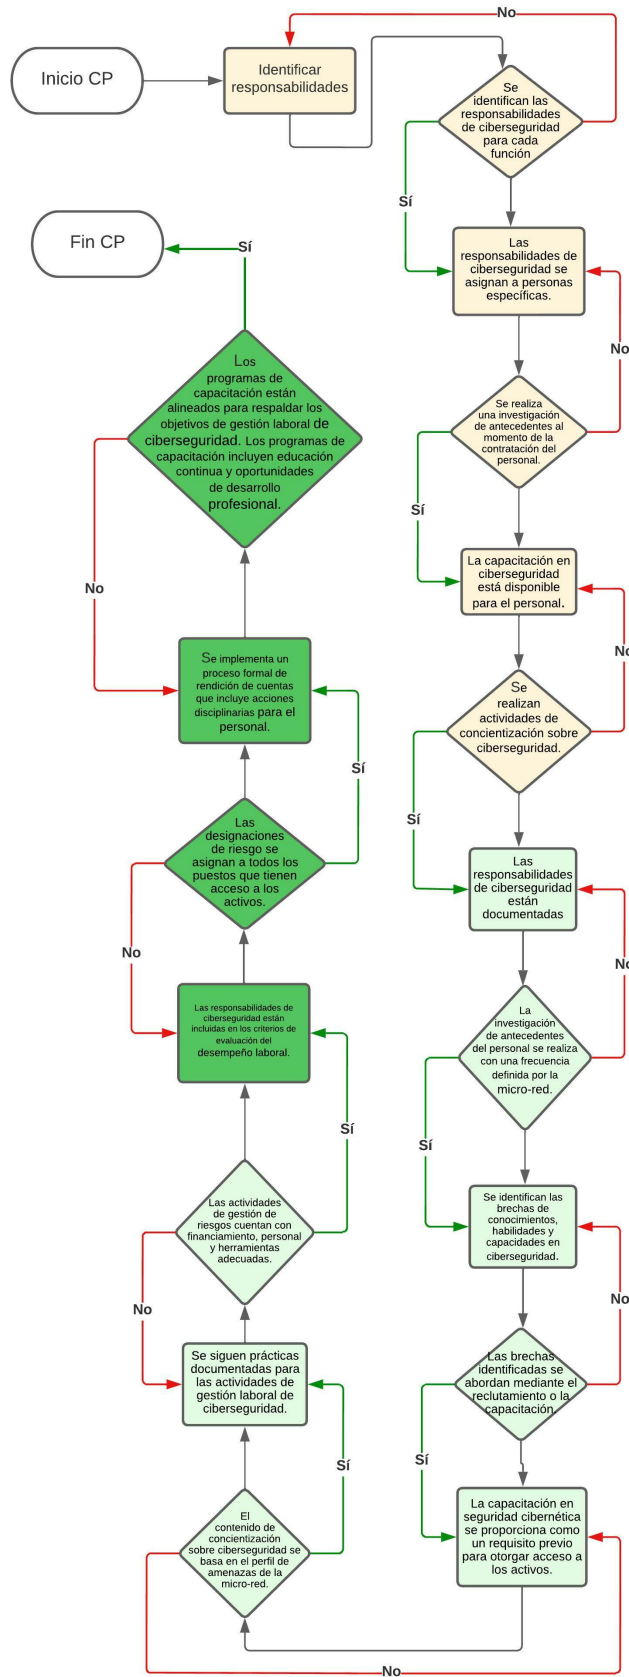 Inicio CP
Identificar
responsabilidades
No
Se
identifican las
responsabilidades
de ciberseguridad
para cada
función
Sí
Las
responsabilidades de
ciberseguridad se
asignan a personas
específicas.
No
Se realiza
una investigación
de antecedentes al
momento de la
contratación del
personal.
Sí
La capacitación en
ciberseguridad
está disponible
para el personal.
No
Se
realizan
actividades de
concientización sobre
ciberseguridad.
Sí
Las
responsabilidades
de ciberseguridad
están
documentadas
No
La
investigación
de antecedentes
del personal se realiza
con una frecuencia
definida por la
micro-red.
Sí
Se identifican las
brechas de
conocimientos,
habilidades y
capacidades en
ciberseguridad.
No
Las brechas
identificadas se
abordan mediante el
reclutamiento o la
capacitación.
Sí
La capacitación en
seguridad cibernética
se proporciona como
un requisito previo
para otorgar acceso a
los activos.
No
El
contenido de
concientización
sobre ciberseguridad se
basa en el perfil de
amenazas de la
micro-red.
Sí
Se siguen prácticas
documentadas para
las actividades de
gestión laboral de
ciberseguridad.
No
Las actividades
de gestión de
riesgos cuentan con
financiamiento, personal
y herramientas
adecuadas.
Sí
Las responsabilidades de
ciberseguridad están
incluidas en los criterios de
evaluación del
desempeño laboral.
No
Las
designaciones
de riesgo se
asignan a todos los
puestos que tienen
acceso a los
activos.
Sí
Se implementa un
proceso formal de
rendición de cuentas
que incluye acciones
disciplinarias para el
personal.
No
Los
programas de
capacitación están
alineados para respaldar los
objetivos de gestión laboral de
ciberseguridad. Los programas de
capacitación incluyen educación
continua y oportunidades
de desarrollo
profesional.
Sí
Fin CP